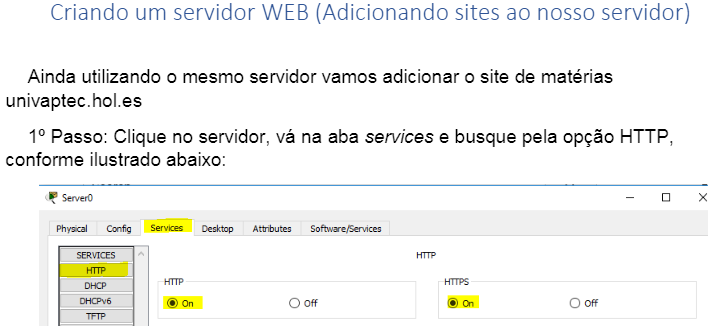 Criando um servidor WEB (Adicionando sites ao nosso servidor)
Ainda utilizando o mesmo servidor vamos adicionar o site de matérias
univaptec.hol.es
1º Passo: Clique no servidor, vá na aba services e busque pela opção HTTP,
conforme ilustrado abaixo:
Server0
Physical Config Services Desktop Attributes Software/Services
SERVICES
HTTP
HTTP
DHCP
DHCPv6
TFTP
HTTP
On Off
HTTPS
On Off